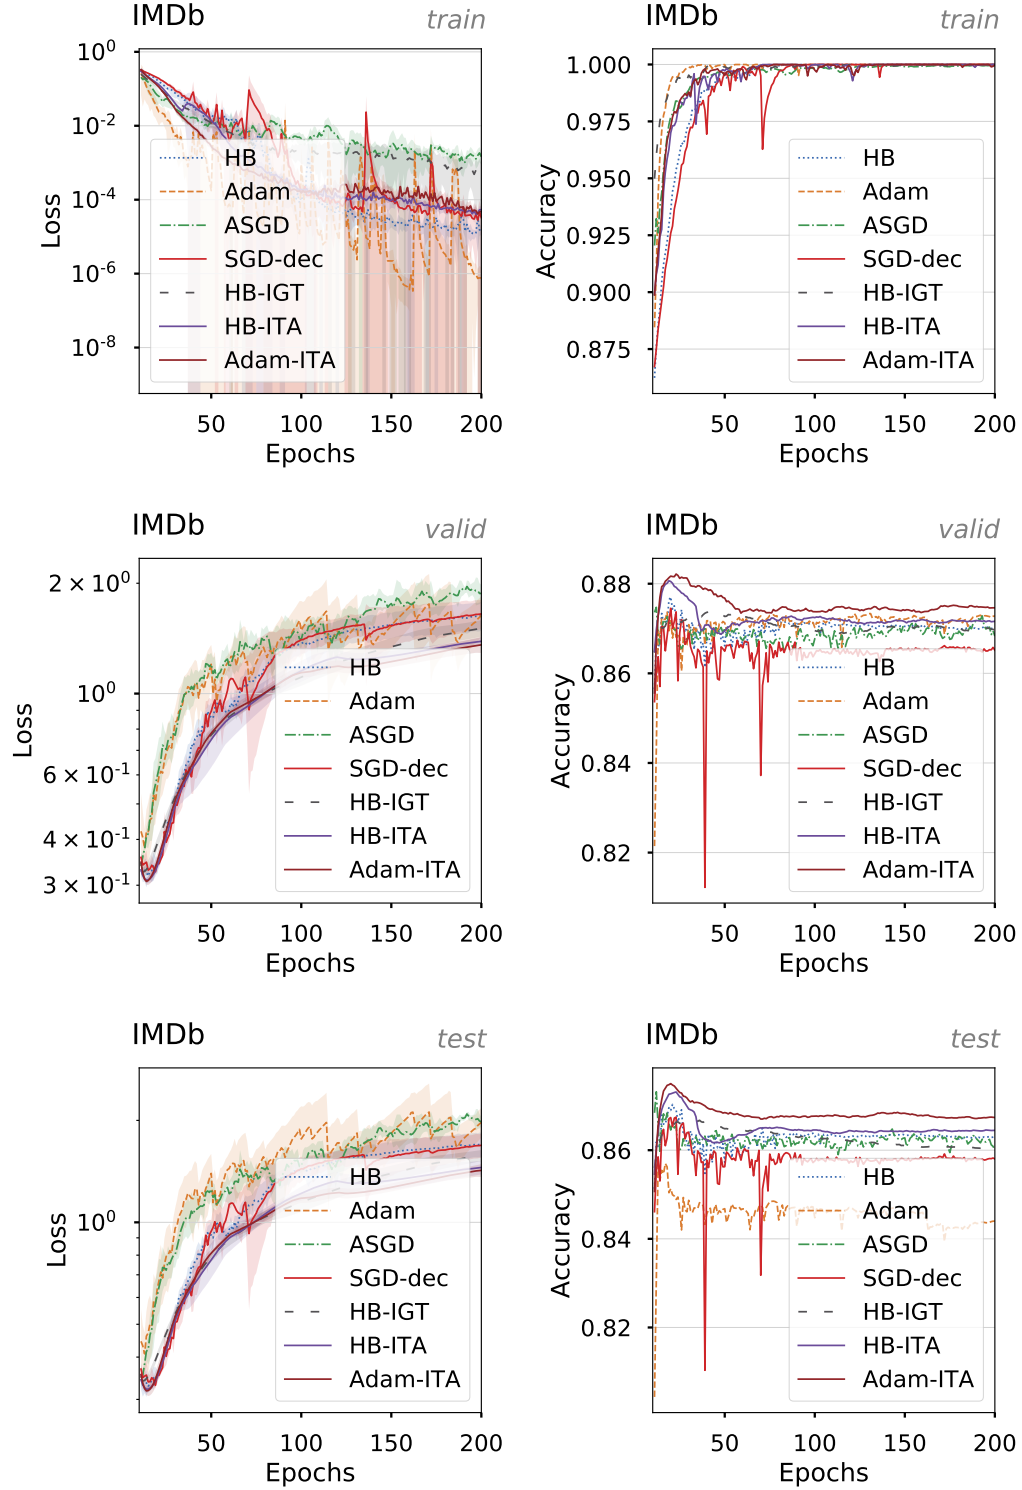 IMDb train
10^0
10^-2
10^-4
10^-6
10^-8
Loss
HB
Adam
ASGD
SGD-dec
HB-IGT
HB-ITA
Adam-ITA
50 100 150 200
Epochs
IMDb train
1.000
0.975
0.950
0.925
0.900
0.875
Accuracy
HB
Adam
ASGD
SGD-dec
HB-IGT
HB-ITA
Adam-ITA
50 100 150 200
Epochs
IMDb valid
2 × 10^0
10^0
6 × 10^-1
4 × 10^-1
3 × 10^-1
Loss
HB
Adam
ASGD
SGD-dec
HB-IGT
HB-ITA
Adam-ITA
50 100 150 200
Epochs
IMDb valid
0.88
0.86
0.84
0.82
Accuracy
HB
Adam
ASGD
SGD-dec
HB-IGT
HB-ITA
Adam-ITA
50 100 150 200
Epochs
IMDb test
10^0
Loss
HB
Adam
ASGD
SGD-dec
HB-IGT
HB-ITA
Adam-ITA
50 100 150 200
Epochs
IMDb test
0.86
0.84
0.82
Accuracy
HB
Adam
ASGD
SGD-dec
HB-IGT
HB-ITA
Adam-ITA
50 100 150 200
Epochs